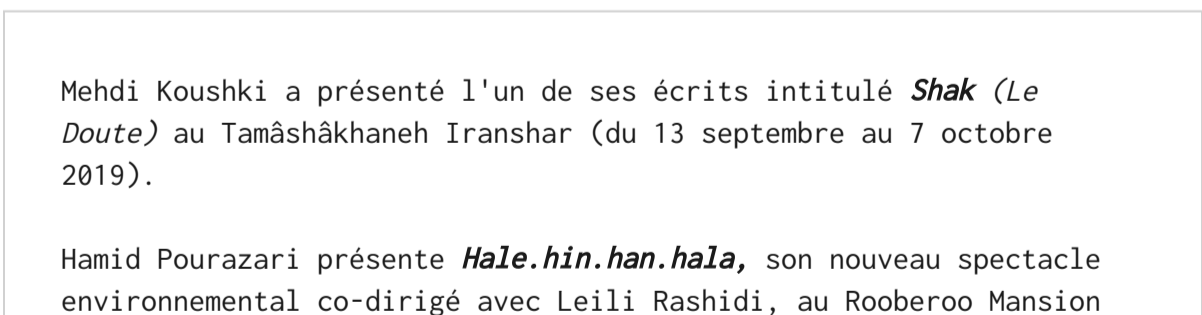 Mehdi Koushki a présenté l'un de ses écrits intitulé Shak (Le
Doute) au Tamâshâkhaneh Iranshar (du 13 septembre au 7 octobre
2019).
Hamid Pourazari présente Hale.hin.han.hala, son nouveau spectacle
environnemental co-dirigé avec Leili Rashidi, au Rooberoo Mansion